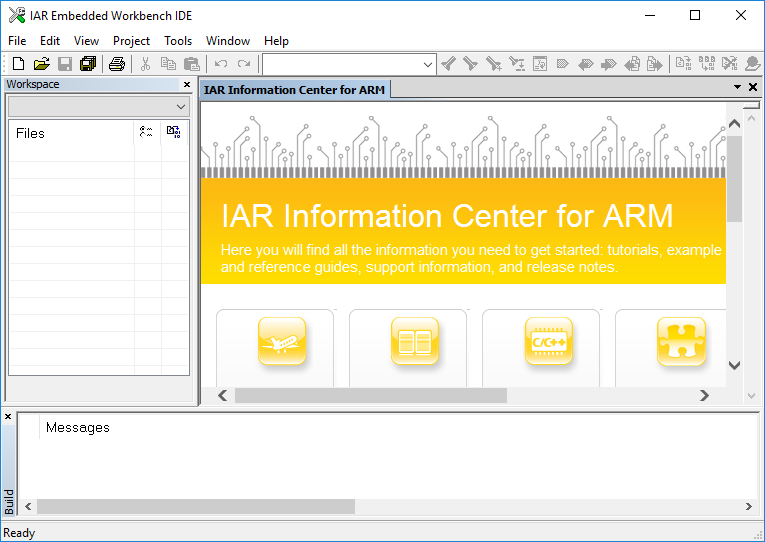 IAR Embedded Workbench IDE
File Edit View Project Tools Window Help
Workspace
IAR Information Center for ARM
Files
IAR Information Center for ARM
Here you will find all the information you need to get started: tutorials, example
and reference guides, support information, and release notes.
C/C++
Messages
Build
Ready